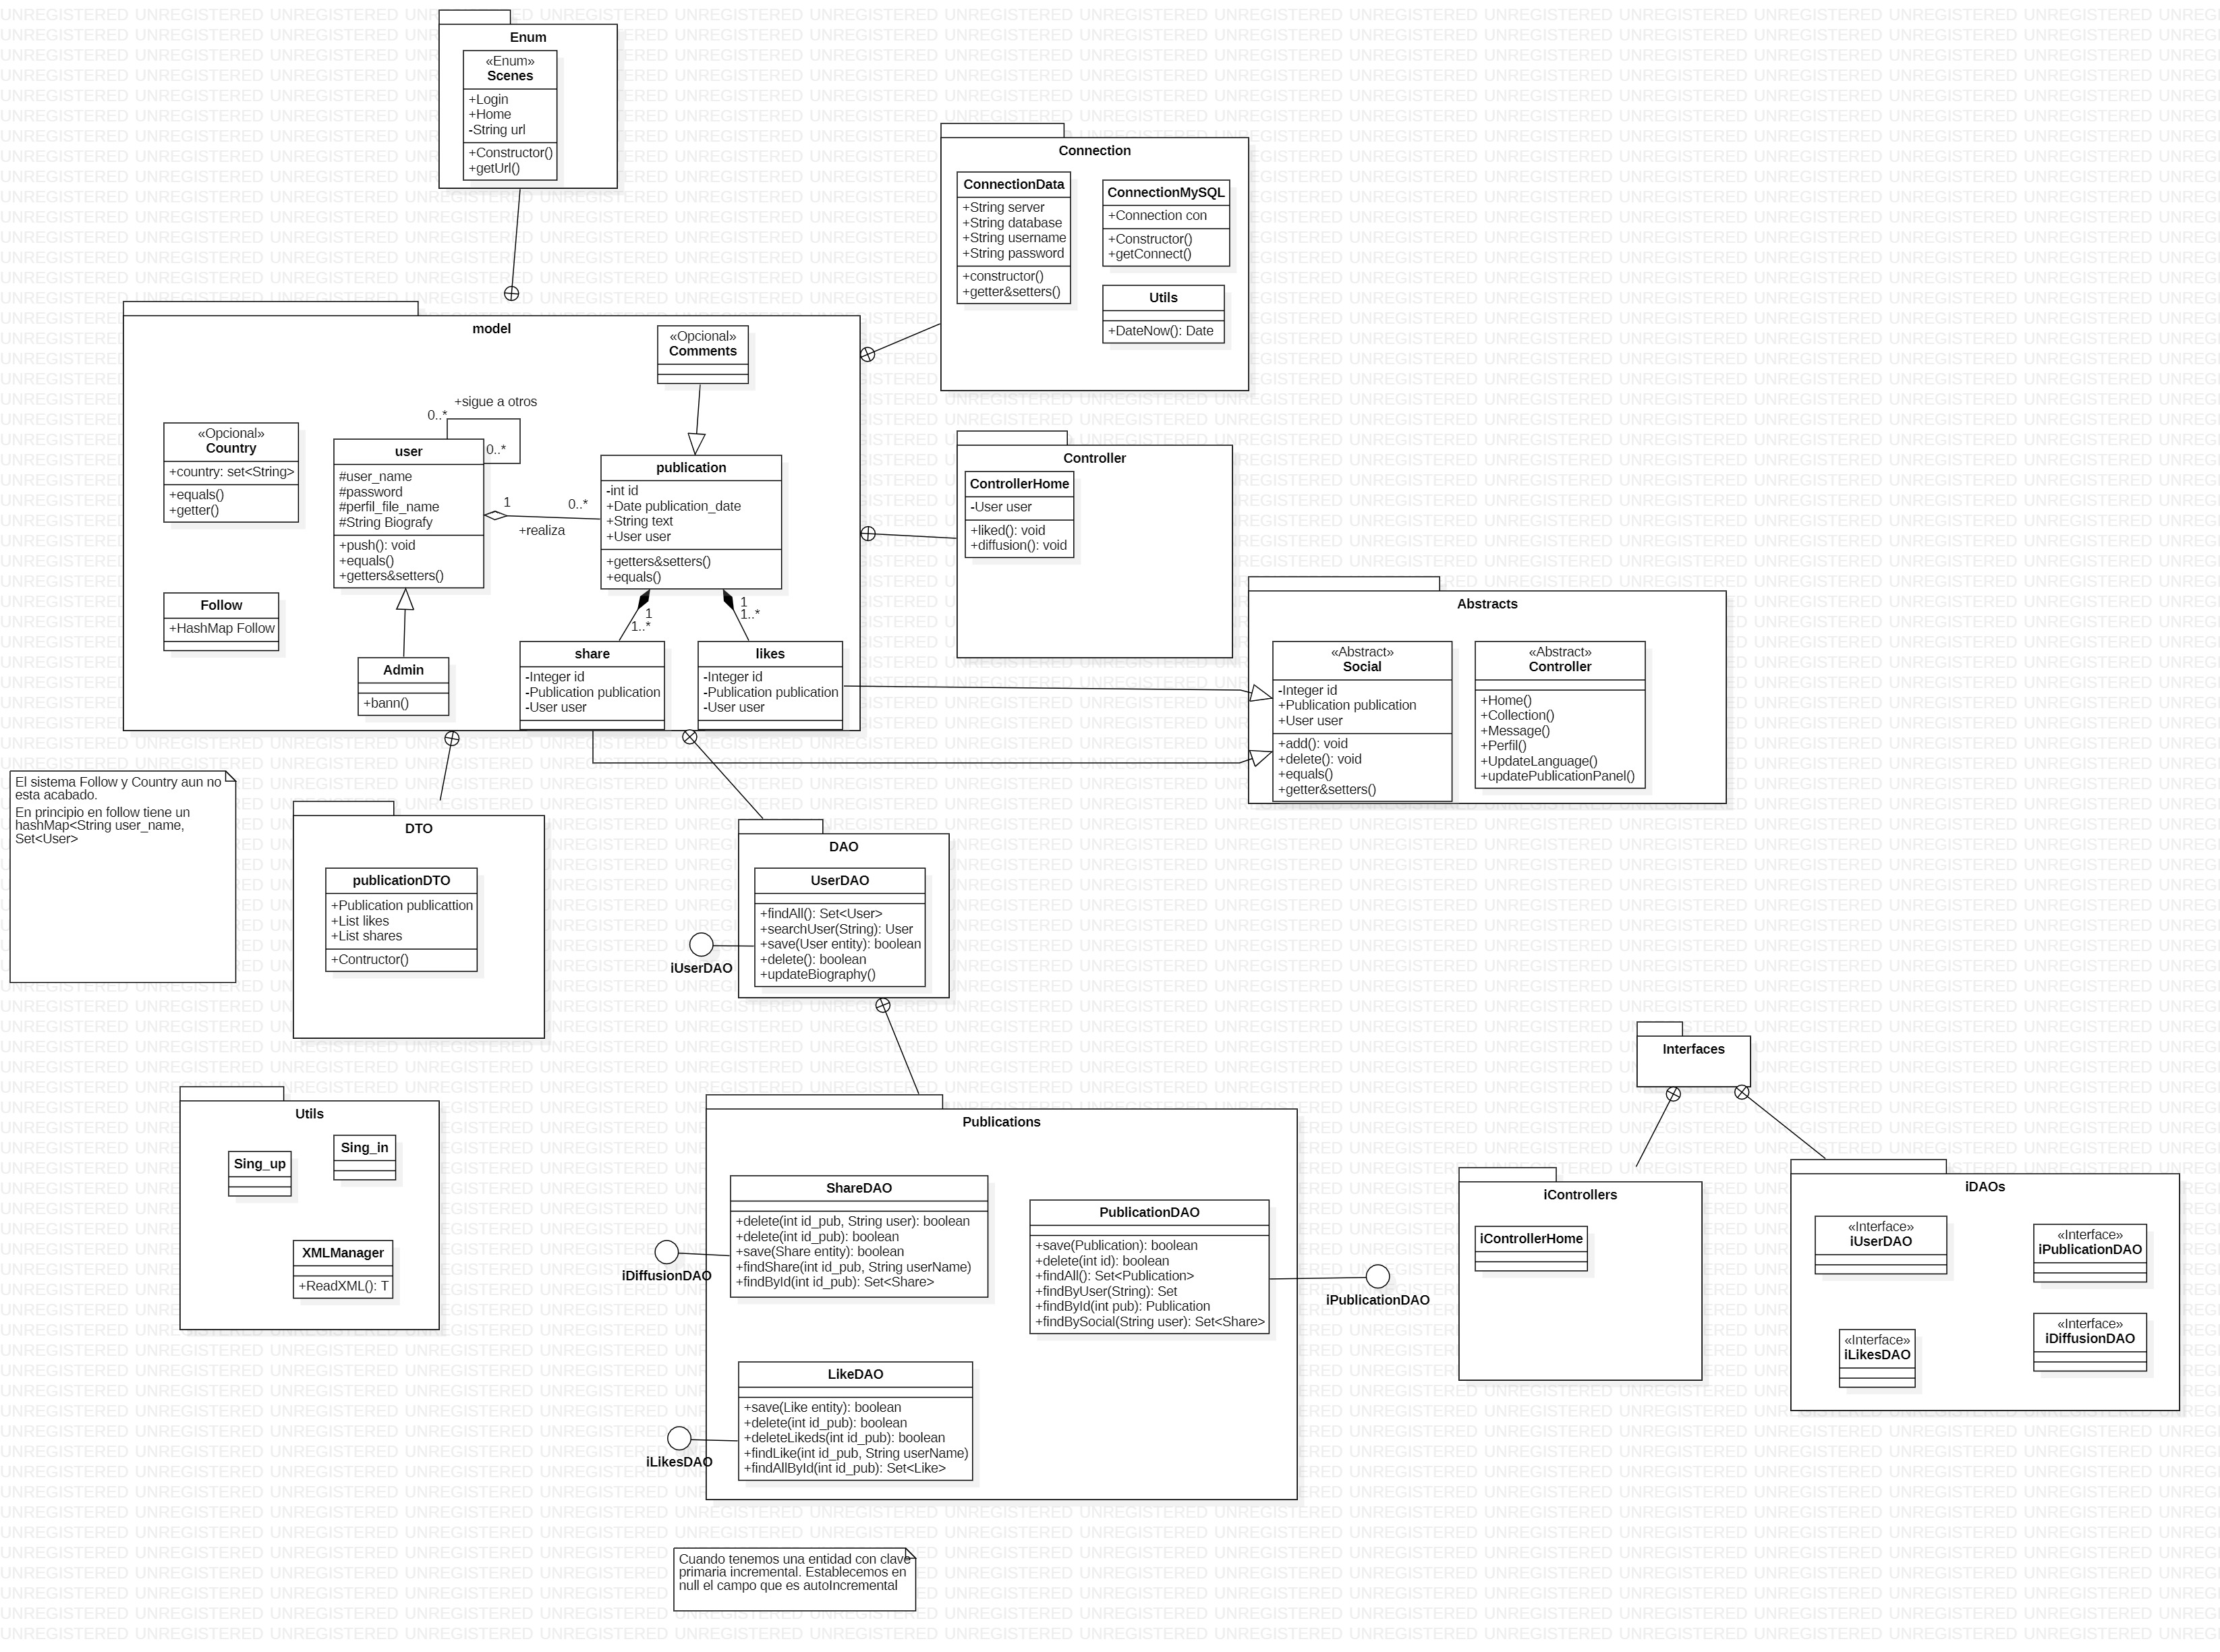 Enum
«Enum»
Scenes
+Login
+Home
-String url
+Constructor()
+getUrl()
Connection
ConnectionData
+String server
+String database
+String username
+String password
+constructor()
+getter&setters()
ConnectionMySQL
+Connection con
+Constructor()
+getConnect()
Utils
+DateNow(): Date
model
«Opcional»
Comments
«Opcional»
Country
+country: set<String>
+equals()
+getter()
+sigue a otros
0..*
0..*
user
#user_name
#password
#perfil_file_name
#String Biografy
+push(): void
+equals()
+getters&setters()
1
0..*
+realiza
publication
-int id
+Date publication_date
+String text
+User user
+getters&setters()
+equals()
Follow
+HashMap Follow
Admin
+bann()
1
1..*
1
1..*
share
-Integer id
-Publication publication
-User user
likes
-Integer id
-Publication publication
-User user
Controller
ControllerHome
-User user
+liked(): void
+diffusion(): void
Abstracts
«Abstract»
Social
-Integer id
+Publication publication
+User user
+add(): void
+delete(): void
+equals()
+getter&setters()
«Abstract»
Controller
+Home()
+Collection()
+Message()
+Perfil()
+UpdateLanguage()
+updatePublicationPanel()
El sistema Follow y Country aun no
esta acabado.
En principio en follow tiene un
hashMap<String user_name,
Set<User>
DTO
publicationDTO
+Publication publicattion
+List likes
+List shares
+Contructor()
DAO
UserDAO
+findAll(): Set<User>
+searchUser(String): User
+save(User entity): boolean
+delete(): boolean
+updateBiography()
iUserDAO
Utils
Sing_up
Sing_in
XMLManager
+ReadXML(): T
Publications
ShareDAO
+delete(int id_pub, String user): boolean
+delete(int id_pub): boolean
+save(Share entity): boolean
+findShare(int id_pub, String userName)
+findById(int id_pub): Set<Share>
iDiffusionDAO
PublicationDAO
+save(Publication): boolean
+delete(int id): boolean
+findAll(): Set<Publication>
+findByUser(String): Set
+findById(int pub): Publication
+findBySocial(String user): Set<Share>
iPublicationDAO
LikeDAO
+save(Like entity): boolean
+delete(int id_pub): boolean
+deleteLikeds(int id_pub): boolean
+findLike(int id_pub, String userName)
+findAllById(int id_pub): Set<Like>
iLikesDAO
Interfaces
iControllers
iControllerHome
iDAOs
«Interface»
iUserDAO
«Interface»
iPublicationDAO
«Interface»
iLikesDAO
«Interface»
iDiffusionDAO
Cuando tenemos una entidad con clave
primaria incremental. Establecemos en
null el campo que es autoIncremental
UNREGISTERED